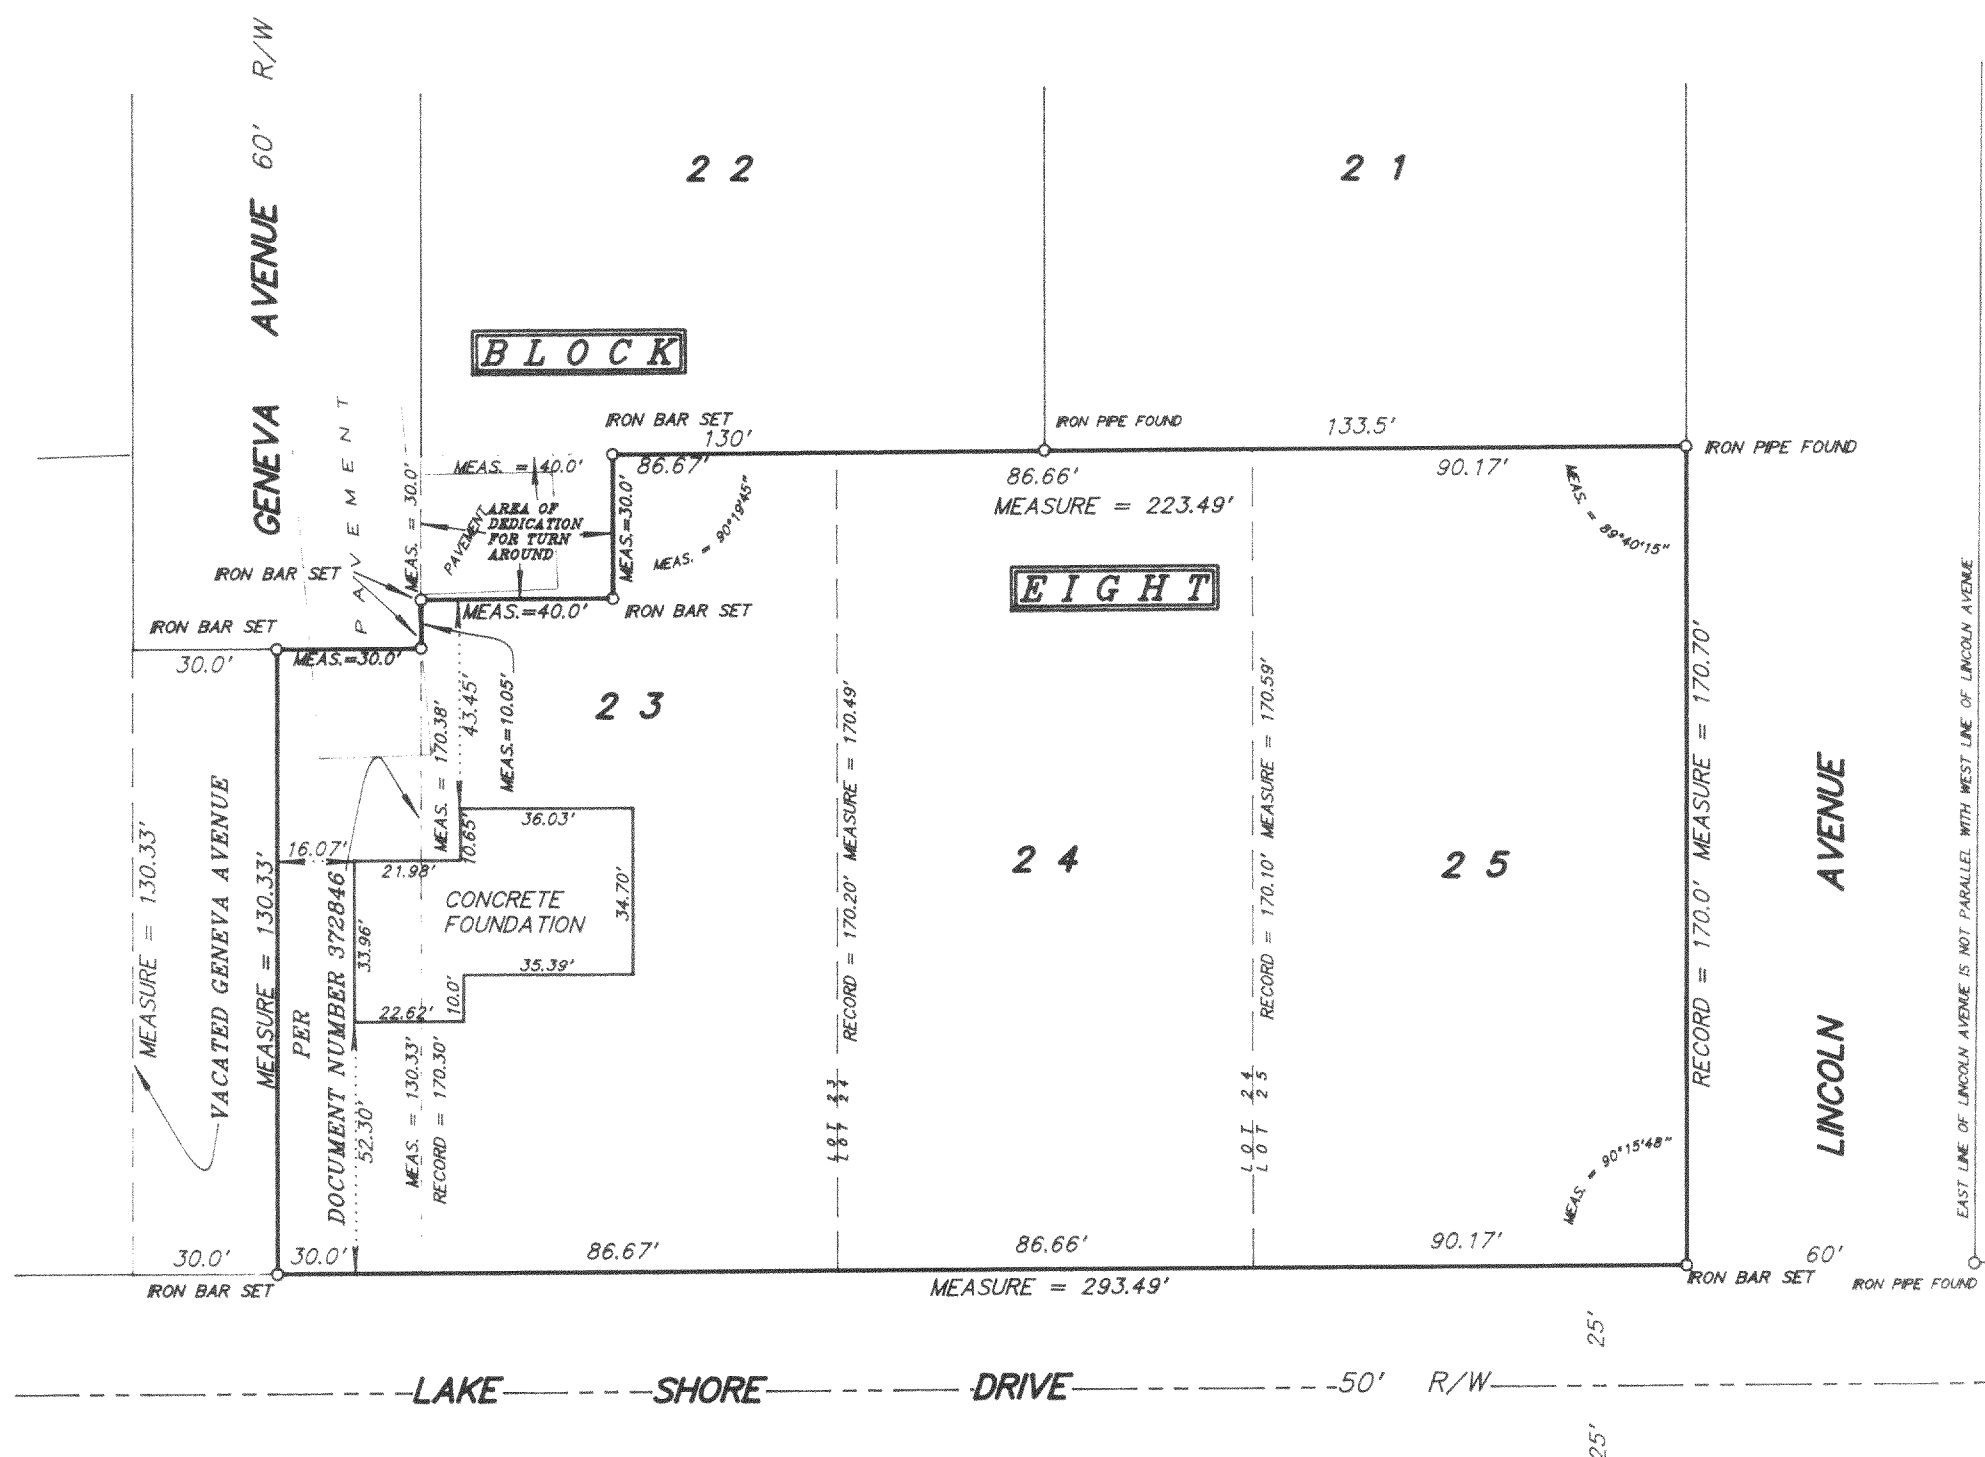 GENEVA AVENUE 60' R/W
2 2
2 1
B L O C K
P A V E M E N T
IRON BAR SET
130'
IRON PIPE FOUND
133.5'
IRON PIPE FOUND
MEAS. = 40.0'
86.67'
86.66'
90.17'
MEASURE = 223.49'
MEAS. = 30.0'
PAVEMENT
AREA OF
DEDICATION
FOR TURN
AROUND
MEAS.=30.0'
MEAS. = 90°19'45"
MEAS. = 89°40'15"
IRON BAR SET
E I G H T
MEAS.=40.0'
IRON BAR SET
IRON BAR SET
30.0'
MEAS.=30.0'
2 3
MEAS. = 170.38'
43.45'
MEAS.=10.05'
RECORD = 170.20' MEASURE = 170.49'
RECORD = 170.10' MEASURE = 170.59'
RECORD = 170.0' MEASURE = 170.70'
EAST LINE OF LINCOLN AVENUE IS NOT PARALLEL WITH WEST LINE OF LINCOLN AVENUE
LINCOLN AVENUE
MEASURE = 130.33'
VACATED GENEVA AVENUE
MEASURE = 130.33'
PER
DOCUMENT NUMBER 372846
16.07'
21.98'
10.65'
36.03'
34.70'
CONCRETE
FOUNDATION
33.96'
35.39'
10.0'
22.62'
2 4
2 5
52.30'
MEAS. = 130.33'
RECORD = 170.30'
LOT 23
LOT 24
LOT 24
LOT 25
MEAS. = 90°15'48"
30.0'
30.0'
86.67'
86.66'
90.17'
60'
IRON BAR SET
MEASURE = 293.49'
IRON BAR SET
IRON PIPE FOUND
25'
LAKE SHORE DRIVE 50' R/W
25'